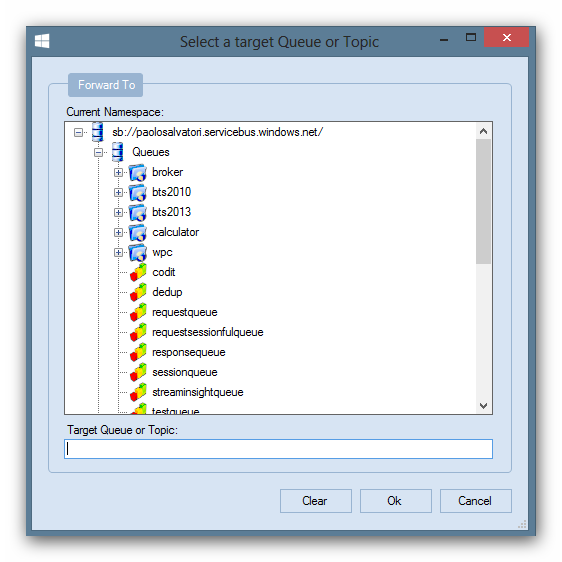 Select a target Queue or Topic
Forward To
Current Namespace:
sb://paolosalvatori.servicebus.windows.net/
Queues
broker
bts2010
bts2013
calculator
wpc
codit
dedup
requestqueue
requestsessionfulqueue
responsequeue
sessionqueue
streaminsightqueue
testqueue
Target Queue or Topic:
Clear
Ok
Cancel